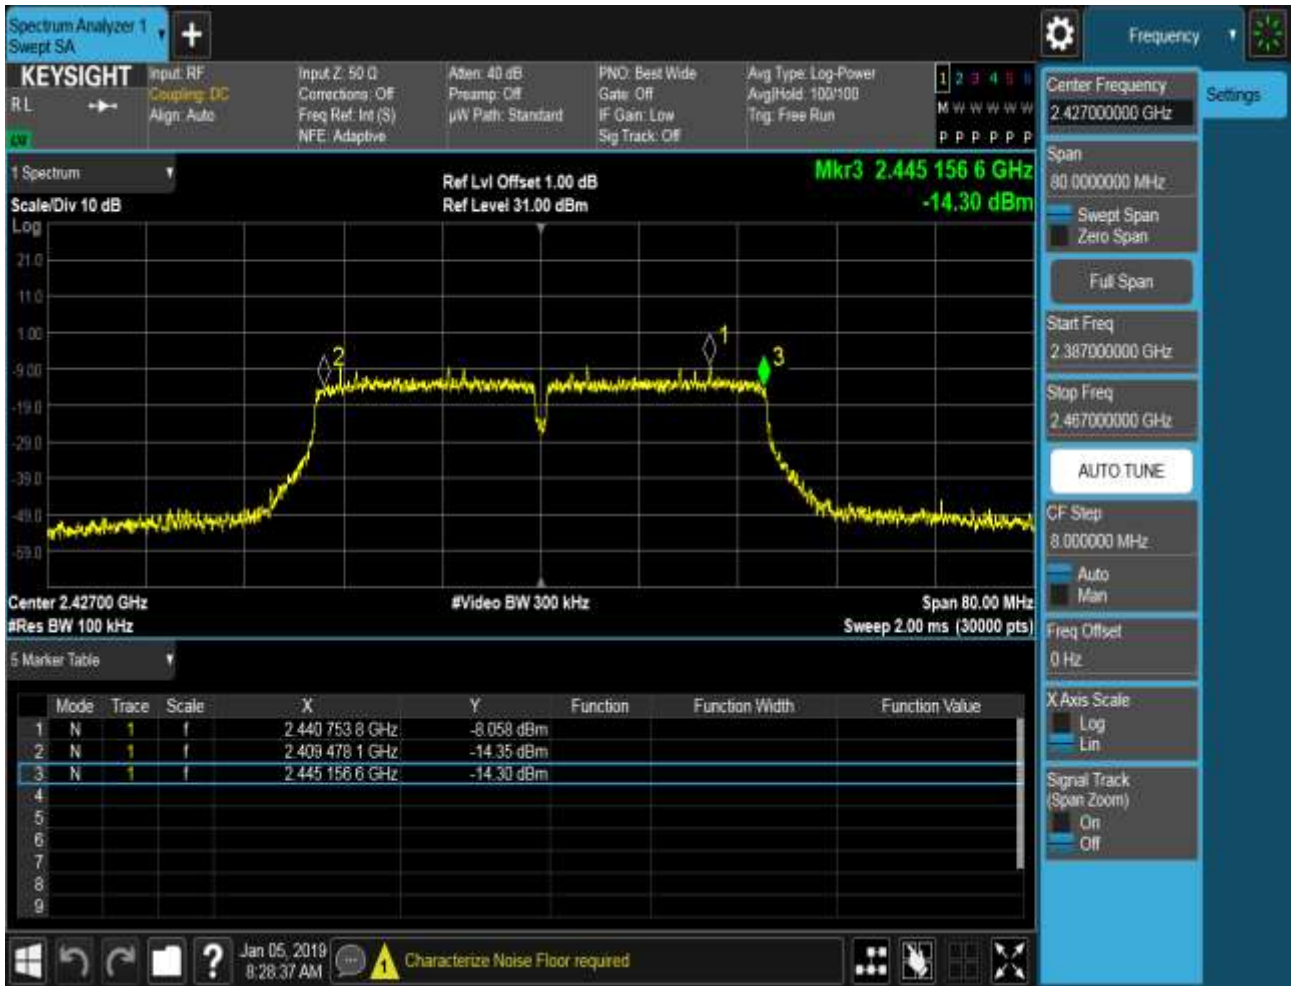 Spectrum Analyzer 1
Swept SA
+
Frequency
KEYSIGHT
RL
LXI
Input: RF
Coupling: DC
Align: Auto
Input Z: 50 Ω
Corrections: Off
Freq Ref: Int (S)
NFE: Adaptive
Atten: 40 dB
Preamp: Off
µW Path: Standard
PNO: Best Wide
Gate: Off
IF Gain: Low
Sig Track: Off
Avg Type: Log-Power
Avg|Hold: 100/100
Trig: Free Run
1 2 3 4 5 6
M W W W W W
P P P P P P
1 Spectrum
Scale/Div 10 dB
Ref Lvl Offset 1.00 dB
Ref Level 31.00 dBm
Mkr3 2.445 156 6 GHz
-14.30 dBm
Log
21.0
11.0
1.00
-9.00
-19.0
-29.0
-39.0
-49.0
-59.0
2
1
3
Center 2.42700 GHz
#Video BW 300 kHz
Span 80.00 MHz
#Res BW 100 kHz
Sweep 2.00 ms (30000 pts)
5 Marker Table
Mode Trace Scale X Y Function Function Width Function Value
1 N 1 f 2.440 753 8 GHz -8.058 dBm
2 N 1 f 2.409 478 1 GHz -14.35 dBm
3 N 1 f 2.445 156 6 GHz -14.30 dBm
4
5
6
7
8
9
Center Frequency
2.427000000 GHz
Settings
Span
80.0000000 MHz
Swept Span
Zero Span
Full Span
Start Freq
2.387000000 GHz
Stop Freq
2.467000000 GHz
AUTO TUNE
CF Step
8.000000 MHz
Auto
Man
Freq Offset
0 Hz
X Axis Scale
Log
Lin
Signal Track
(Span Zoom)
On
Off
?
Jan 05, 2019
8:28:37 AM
1
Characterize Noise Floor required